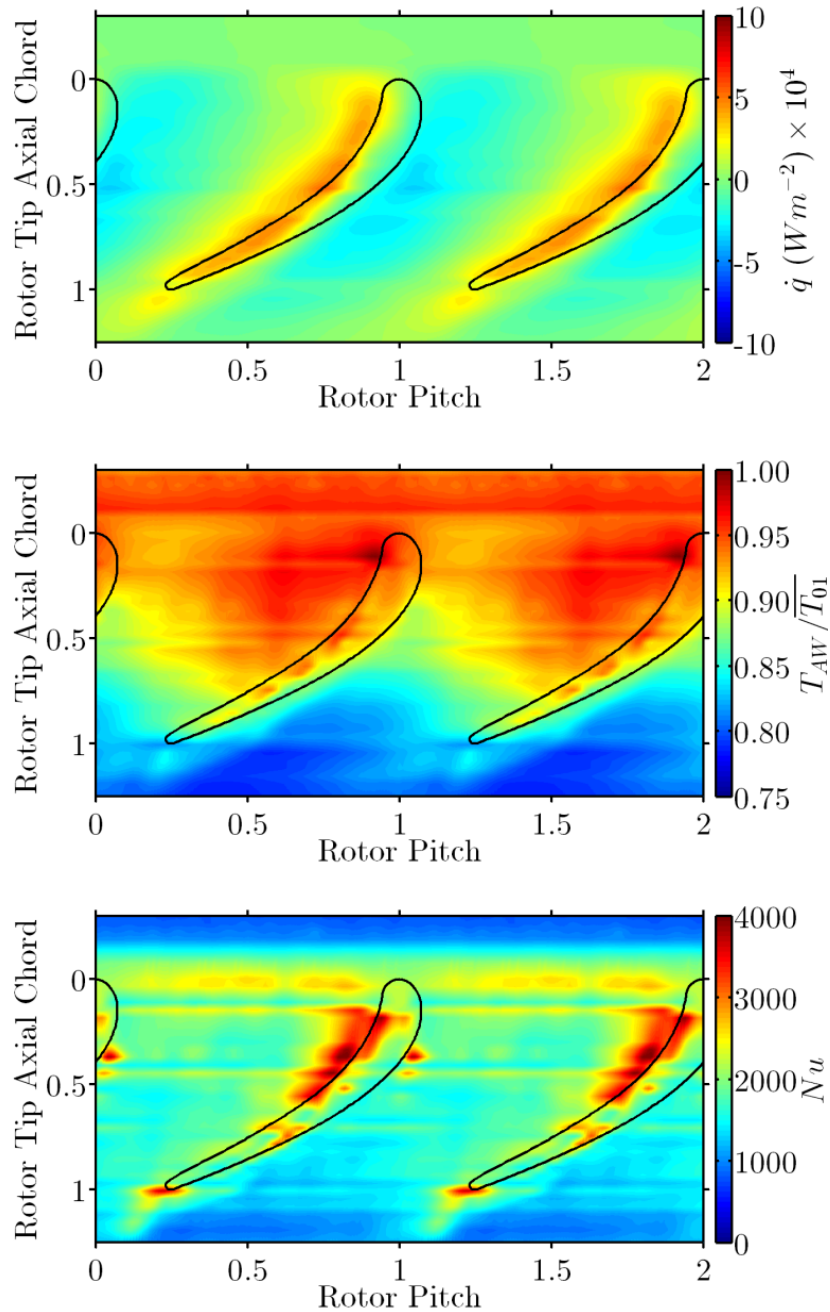 0
0.5
1
Rotor Tip Axial Chord
0 0.5 1 1.5 2
Rotor Pitch
10
5
0
-5
-10
q̇ (Wm⁻²) × 10⁴
0
0.5
1
Rotor Tip Axial Chord
0 0.5 1 1.5 2
Rotor Pitch
1.00
0.95
0.90
0.85
0.80
0.75
T_AW/T̅₀₁
0
0.5
1
Rotor Tip Axial Chord
0 0.5 1 1.5 2
Rotor Pitch
4000
3000
2000
1000
0
Nu